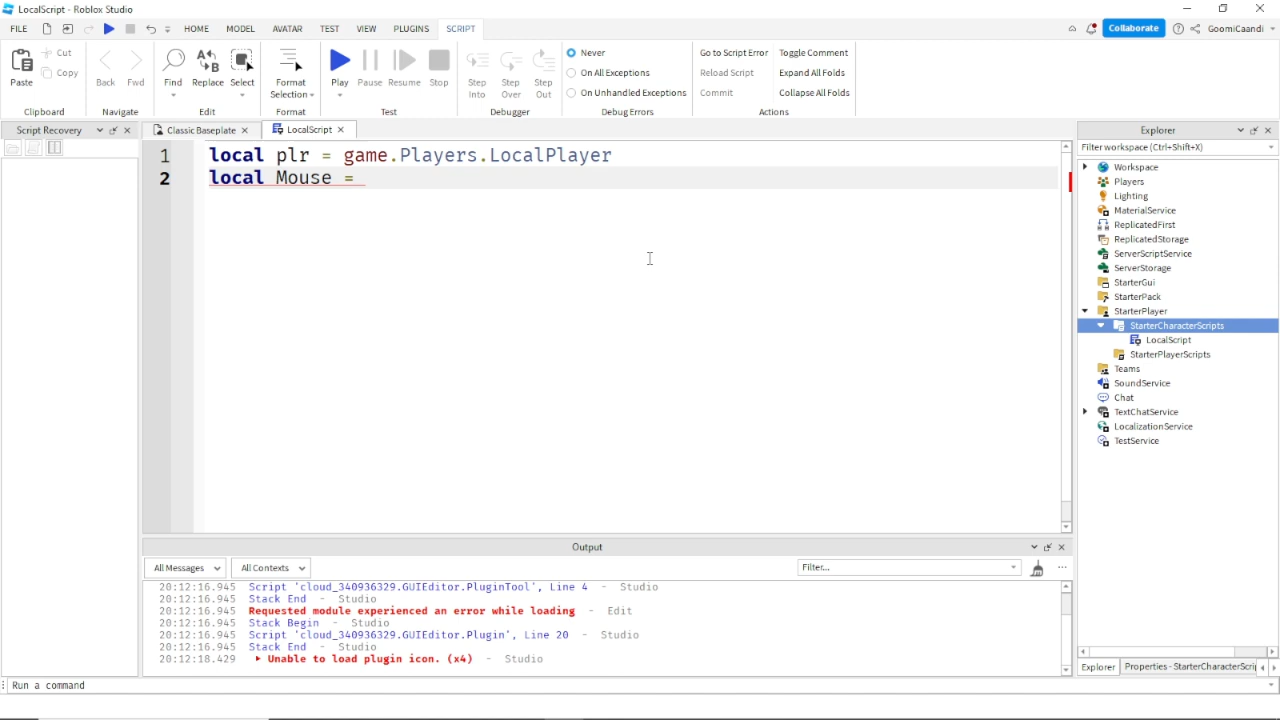 LocalScript - Roblox Studio
FILE HOME MODEL AVATAR TEST VIEW PLUGINS SCRIPT Collaborate GoomiCaandi
Paste Cut Copy Back Fwd Find Replace Select Format Selection Play Pause Resume Stop Step Into Step Over Step Out
Never Go to Script Error Toggle Comment
On All Exceptions Reload Script Expand All Folds
On Unhandled Exceptions Commit Collapse All Folds
Clipboard Navigate Edit Format Test Debugger Debug Errors Actions
Script Recovery Classic Baseplate LocalScript Explorer
Filter workspace (Ctrl+Shift+X)
1 local plr = game.Players.LocalPlayer
2 local Mouse =
Workspace
Players
Lighting
MaterialService
ReplicatedFirst
ReplicatedStorage
ServerScriptService
ServerStorage
StarterGui
StarterPack
StarterPlayer
StarterCharacterScripts
LocalScript
StarterPlayerScripts
Teams
SoundService
Chat
TextChatService
LocalizationService
TestService
Output
All Messages All Contexts Filter...
20:12:16.945 Script 'cloud_340936329.GUIEditor.PluginTool', Line 4 - Studio
20:12:16.945 Stack End - Studio
20:12:16.945 Requested module experienced an error while loading - Edit
20:12:16.945 Stack Begin - Studio
20:12:16.945 Script 'cloud_340936329.GUIEditor.Plugin', Line 20 - Studio
20:12:16.945 Stack End - Studio
20:12:18.429 Unable to load plugin icon. (x4) - Studio
Explorer Properties - StarterCharacterScrip
Run a command